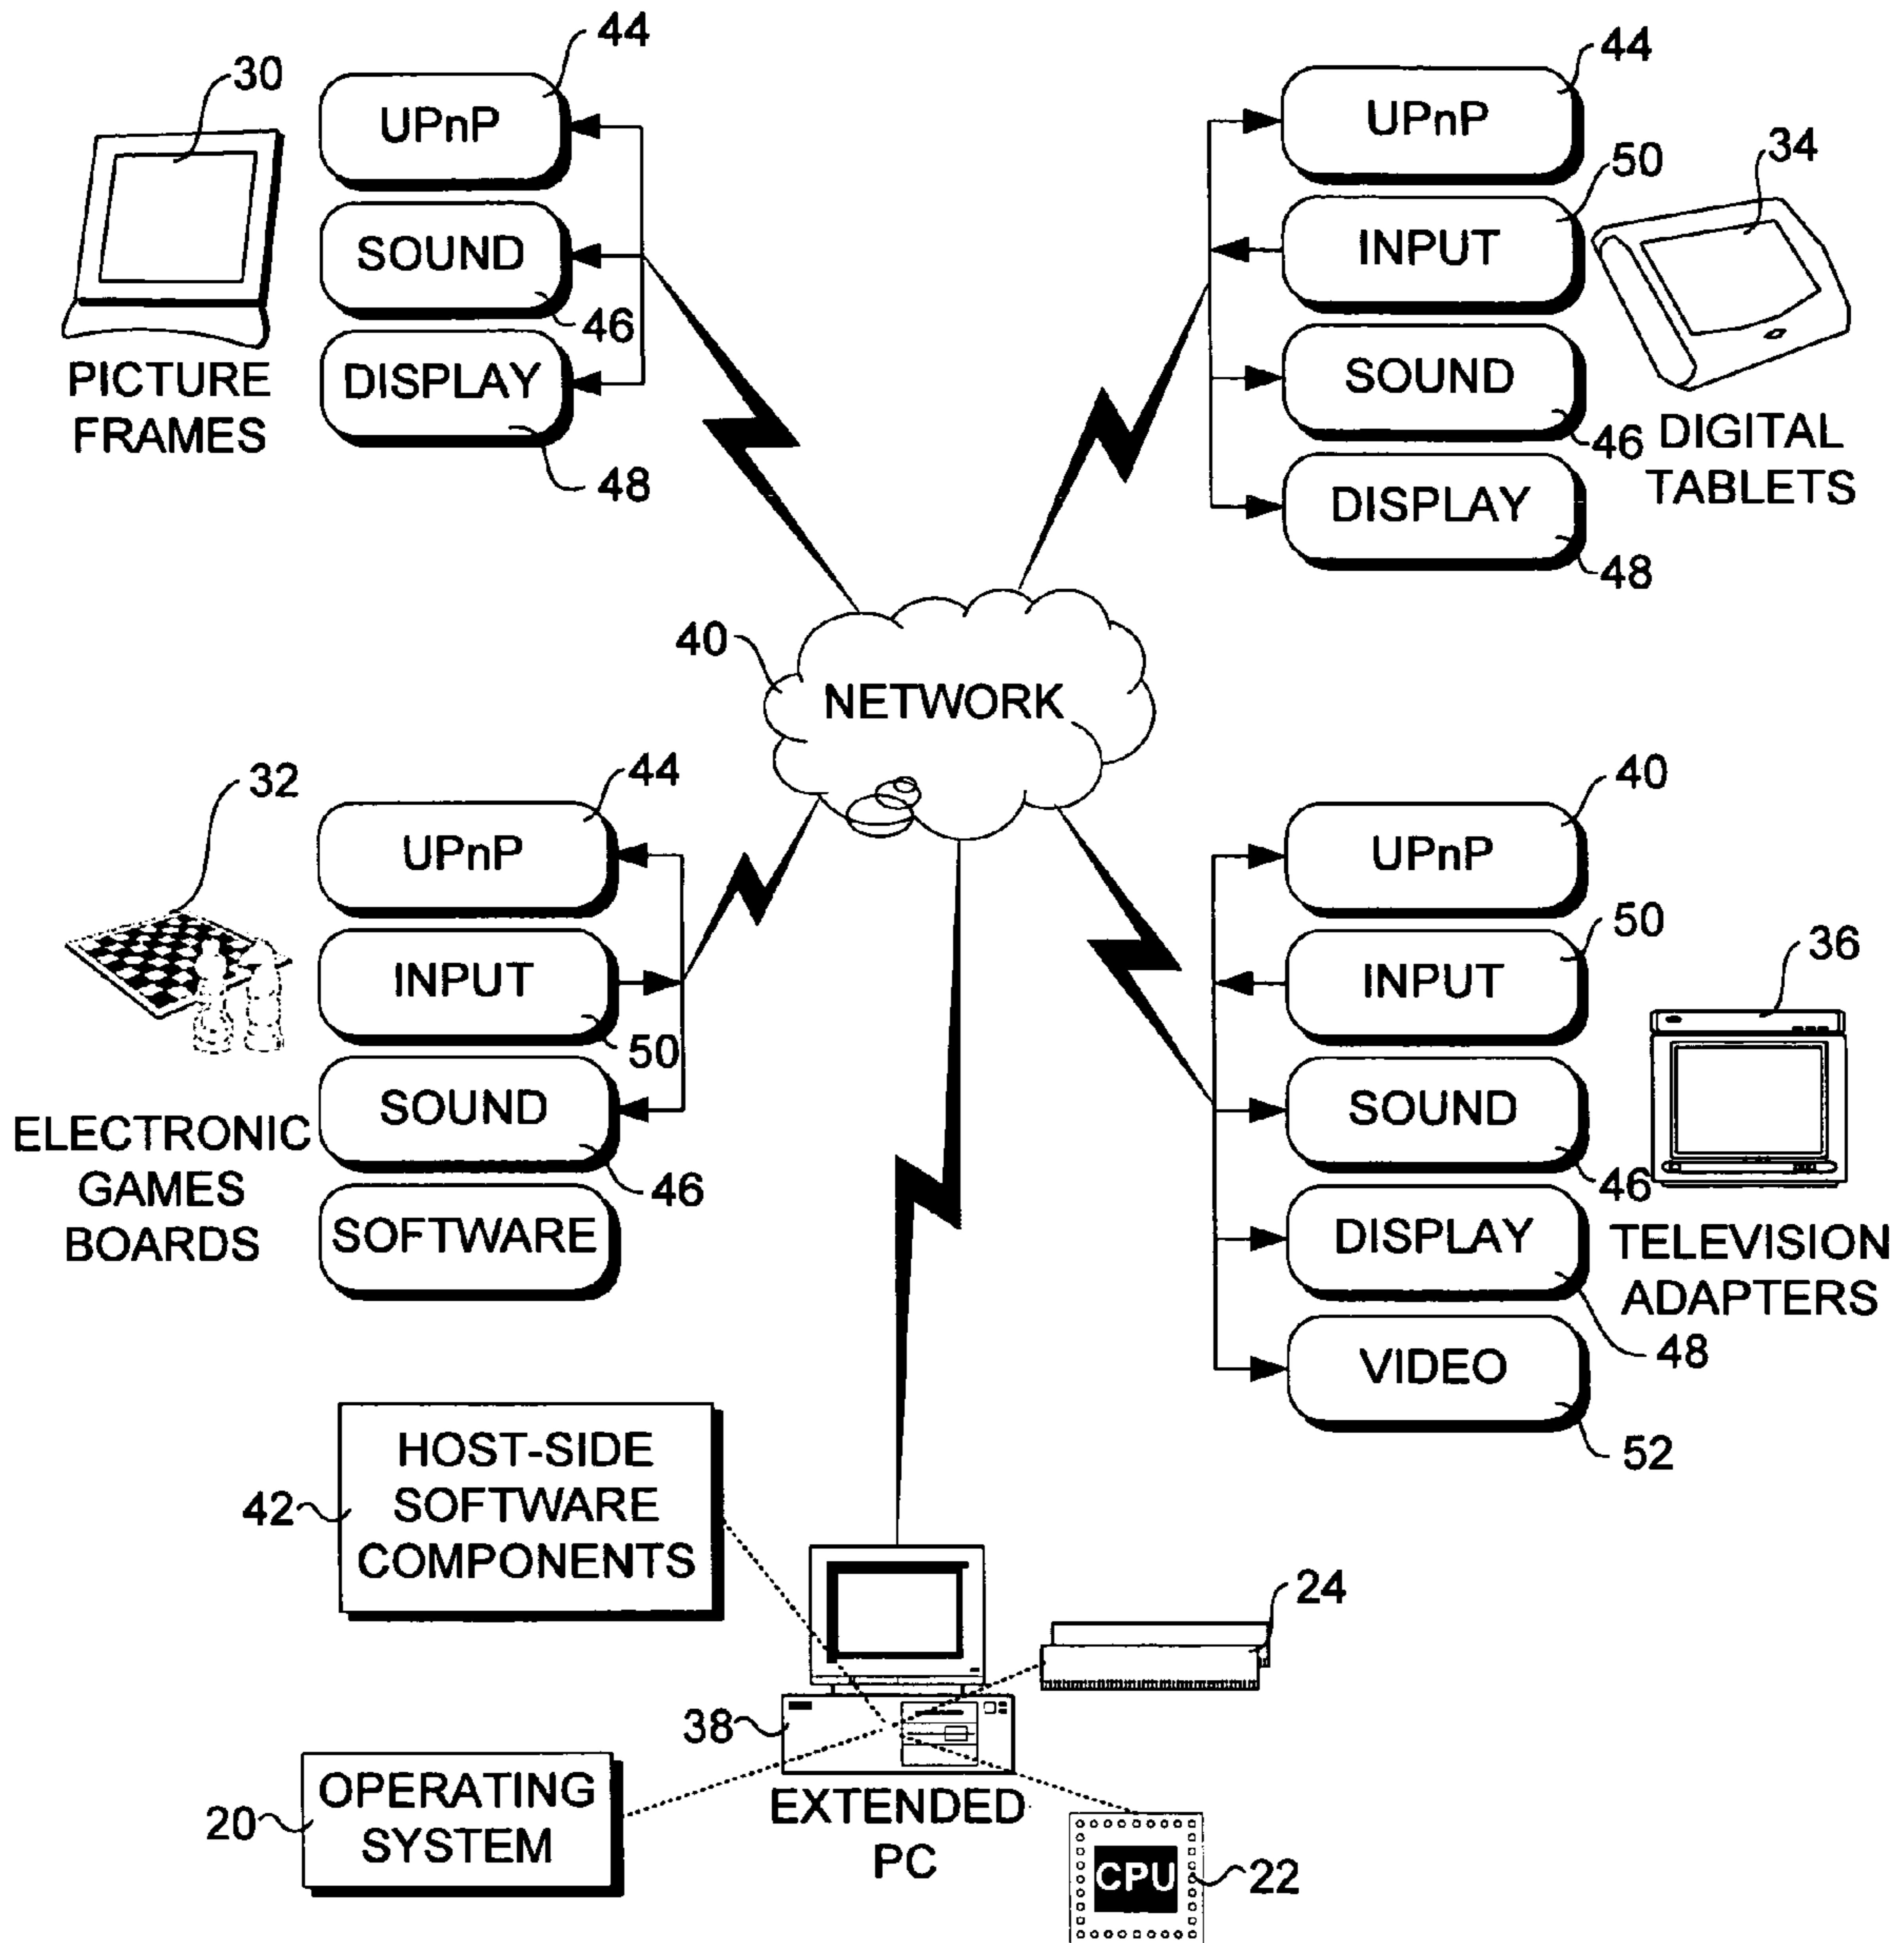 30
PICTURE
FRAMES
44
UPnP
SOUND
46
DISPLAY
48
44
UPnP
50
INPUT
34
SOUND
46
DIGITAL
TABLETS
DISPLAY
48
40
NETWORK
32
ELECTRONIC
GAMES
BOARDS
44
UPnP
INPUT
50
SOUND
46
SOFTWARE
40
UPnP
50
INPUT
36
SOUND
46
DISPLAY
TELEVISION
ADAPTERS
48
VIDEO
52
42
HOST-SIDE
SOFTWARE
COMPONENTS
24
38
EXTENDED
PC
20
OPERATING
SYSTEM
CPU
22